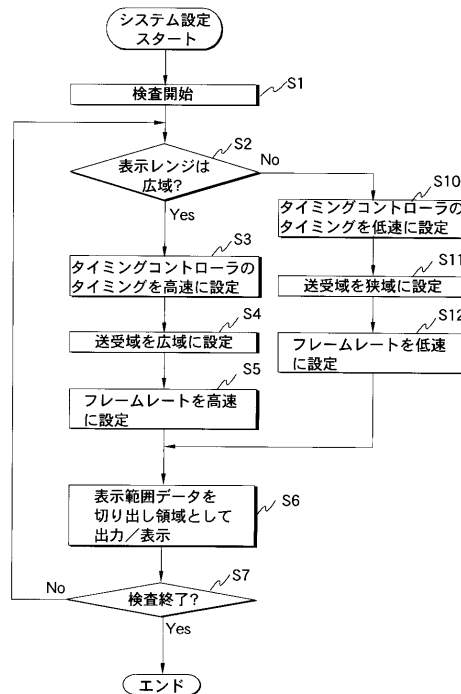 システム設定
スタート
S1
検査開始
S2
表示レンジは
広域?
No
Yes
S3
タイミングコントローラの
タイミングを高速に設定
S4
送受域を広域に設定
S5
フレームレートを高速
に設定
S10
タイミングコントローラの
タイミングを低速に設定
S11
送受域を狭域に設定
S12
フレームレートを低速
に設定
S6
表示範囲データを
切り出し領域として
出力／表示
S7
検査終了?
No
Yes
エンド